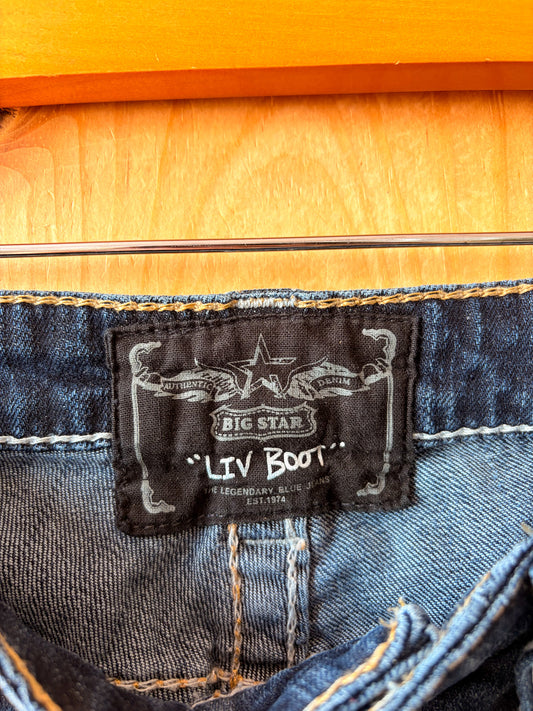 AUTHENTIC DENIM
BIG STAR
"LIV BOOT"
THE LEGENDARY BLUE JEANS
EST.1974